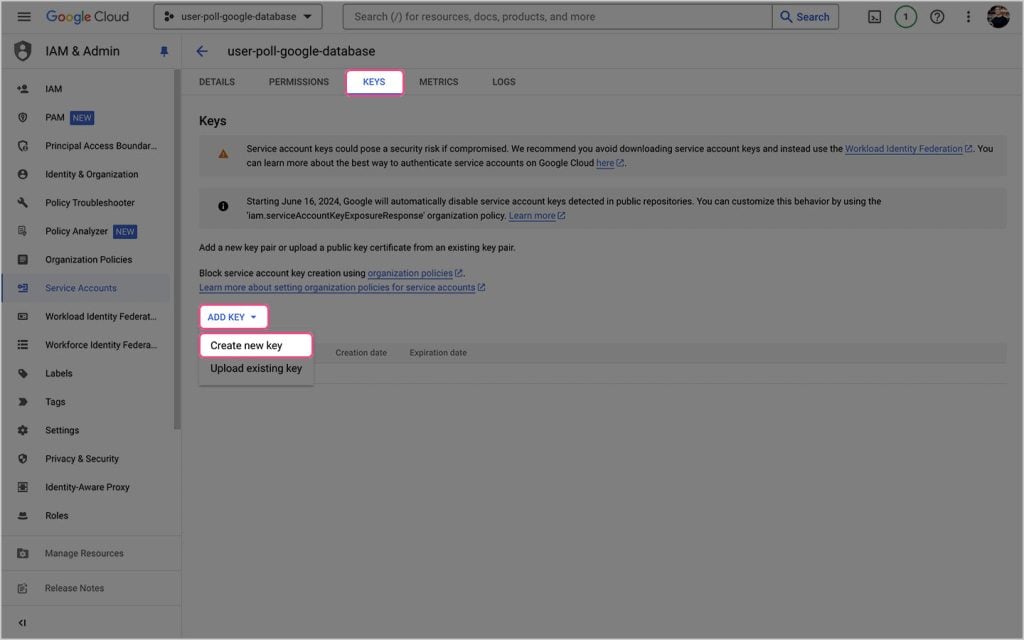 Google Cloud
user-poll-google-database
Search (/) for resources, docs, products, and more
Search
1
IAM & Admin
user-poll-google-database
DETAILS
PERMISSIONS
KEYS
METRICS
LOGS
IAM
PAM NEW
Principal Access Boundar...
Identity & Organization
Policy Troubleshooter
Policy Analyzer NEW
Organization Policies
Service Accounts
Workload Identity Federat...
Workforce Identity Federa...
Labels
Tags
Settings
Privacy & Security
Identity-Aware Proxy
Roles
Manage Resources
Release Notes
Keys
Service account keys could pose a security risk if compromised. We recommend you avoid downloading service account keys and instead use the Workload Identity Federation. You
can learn more about the best way to authenticate service accounts on Google Cloud here.
Starting June 16, 2024, Google will automatically disable service account keys detected in public repositories. You can customize this behavior by using the
'iam.serviceAccountKeyExposureResponse' organization policy. Learn more
Add a new key pair or upload a public key certificate from an existing key pair.
Block service account key creation using organization policies.
Learn more about setting organization policies for service accounts
ADD KEY
Create new key
Upload existing key
Creation date
Expiration date